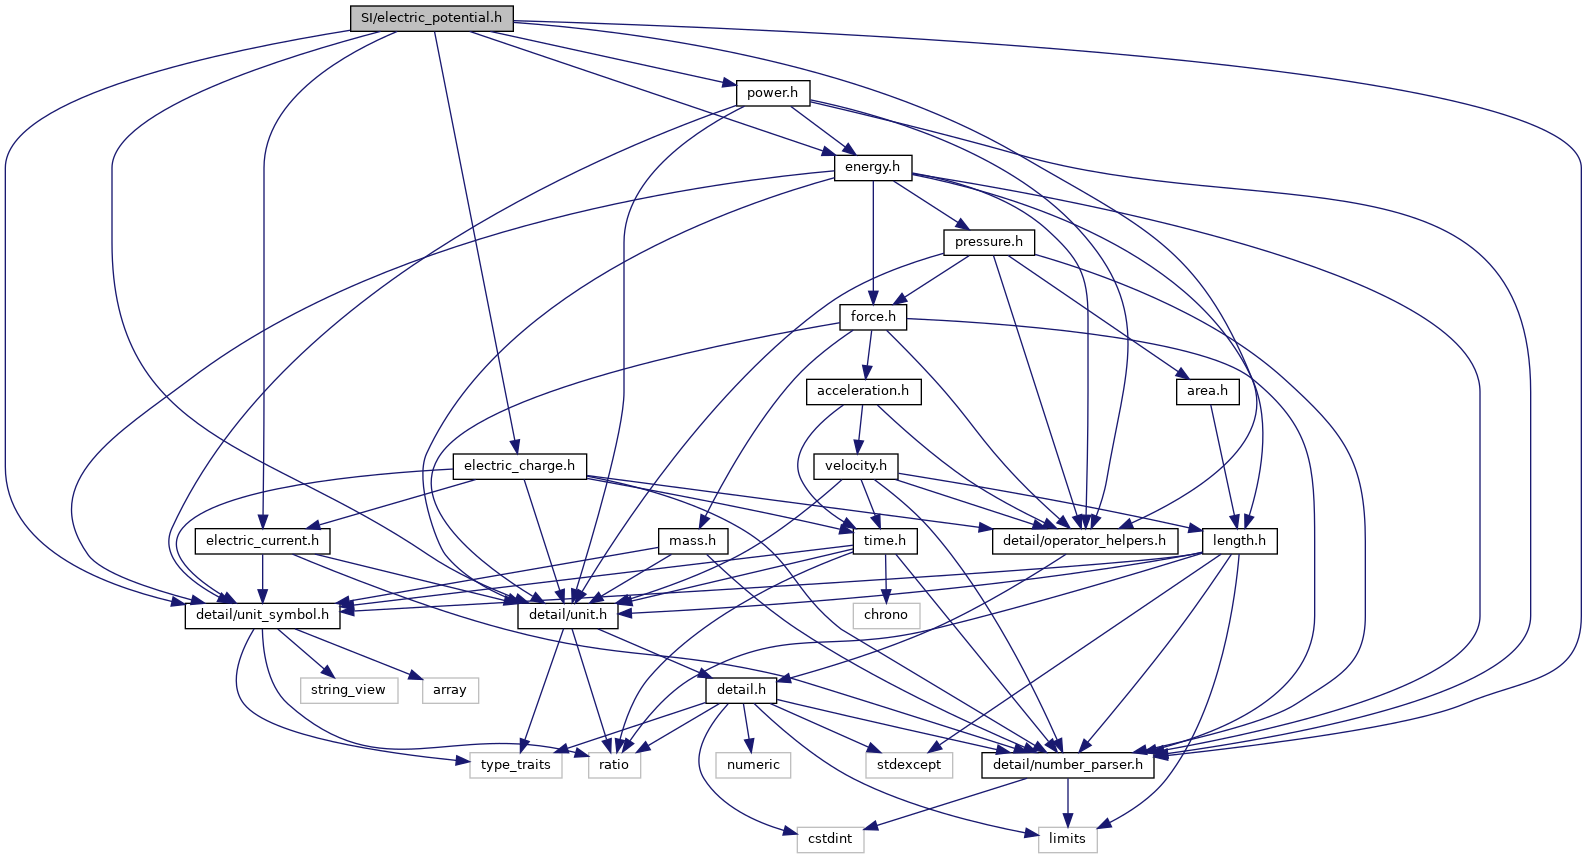 SI/electric_potential.h
power.h
energy.h
pressure.h
force.h
acceleration.h
area.h
electric_charge.h
velocity.h
electric_current.h
mass.h
time.h
detail/operator_helpers.h
length.h
detail/unit_symbol.h
detail/unit.h
chrono
string_view
array
detail.h
type_traits
ratio
numeric
stdexcept
detail/number_parser.h
cstdint
limits